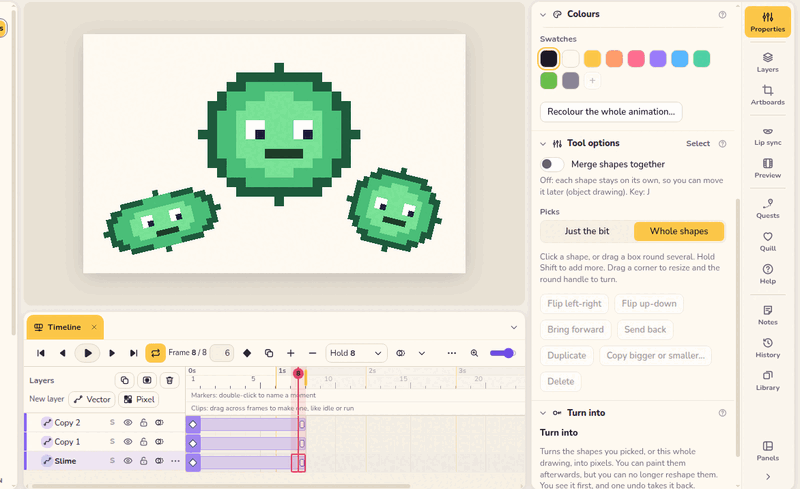 Colours
Swatches
Recolour the whole animation...
Tool options
Select
Merge shapes together
Off: each shape stays on its own, so you can move
it later (object drawing). Key: J
Picks
Just the bit
Whole shapes
Click a shape, or drag a box round several. Hold
Shift to add more. Drag a corner to resize and the
round handle to turn.
Flip left-right
Flip up-down
Bring forward
Send back
Duplicate
Copy bigger or smaller...
Delete
Turn into
Turn into
Turns the shapes you picked, or this whole
drawing, into pixels. You can paint them
afterwards, but you can no longer reshape them.
You see it first, and one undo takes it back.
Properties
Layers
Artboards
Lip sync
Preview
Quests
Quill
Help
Notes
History
Library
Panels
Timeline
Frame 8 / 8
6
Hold 8
Layers
0s
1s
2s
3s
1
5
8
10
15
20
New layer
Vector
Pixel
Markers: double-click to name a moment
Clips: drag across frames to make one, like idle or run
Copy 2
S
Copy 1
S
Slime
S